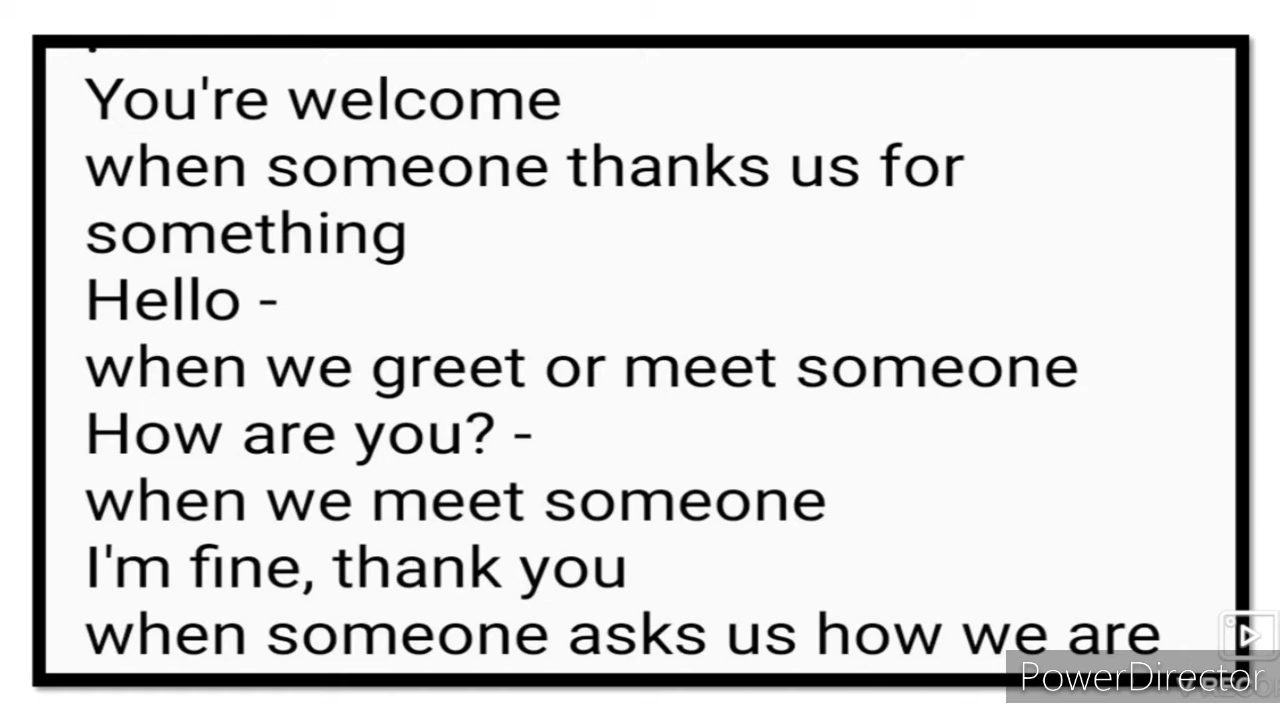 You're welcome
when someone thanks us for
something
Hello -
when we greet or meet someone
How are you? -
when we meet someone
I'm fine, thank you
when someone asks us how we are
PowerDirector